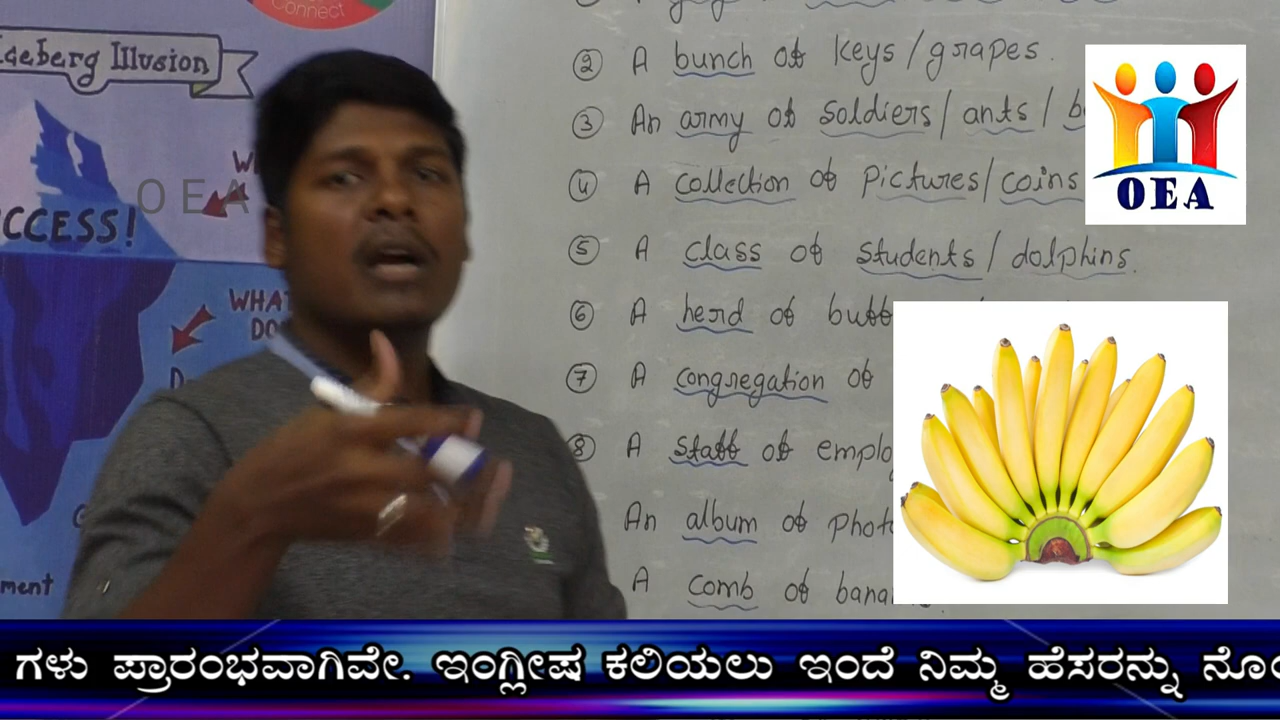 Connect
Iceberg Illusion
OEA
CCESS!
WHAT
DO
ment
② A bunch of keys/grapes.
③ An army of soldiers/ants/
④ A collection of pictures/coins
⑤ A class of students/dolphins.
⑥ A herd of
⑦ A congregation of
⑧ A staff of
An album of
A comb of
OEA
ಗಳು ಪ್ರಾರಂಭವಾಗಿವೇ. ಇಂಗ್ಲೀಷ ಕಲಿಯಲು ಇಂದೆ ನಿಮ್ಮ ಹೆಸರನ್ನು